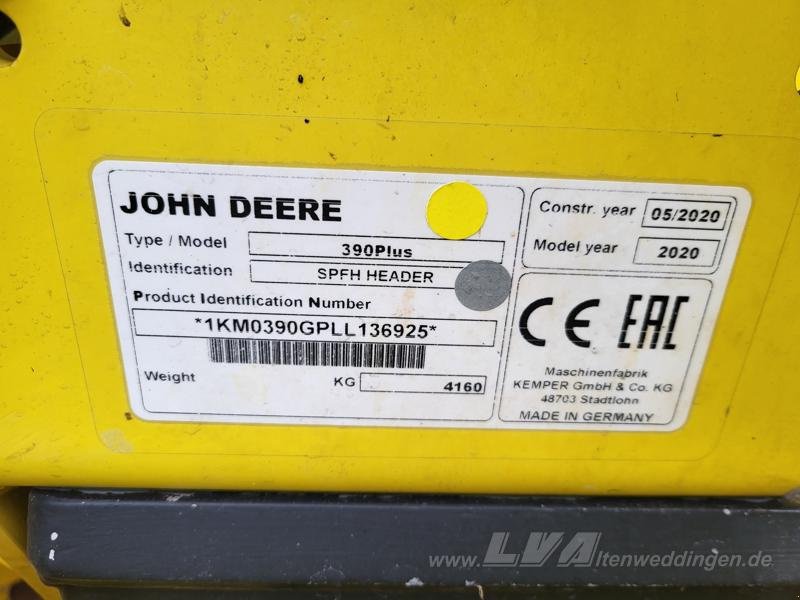 JOHN DEERE
Type / Model 390Plus
Identification SPFH HEADER
Product Identification Number
*1KM0390GPLL136925*
Weight KG 4160
Constr. year 05/2020
Model year 2020
CE EAC
Maschinenfabrik
KEMPER GmbH & Co. KG
48703 Stadtlohn
MADE IN GERMANY
www.LVAltenweddingen.de